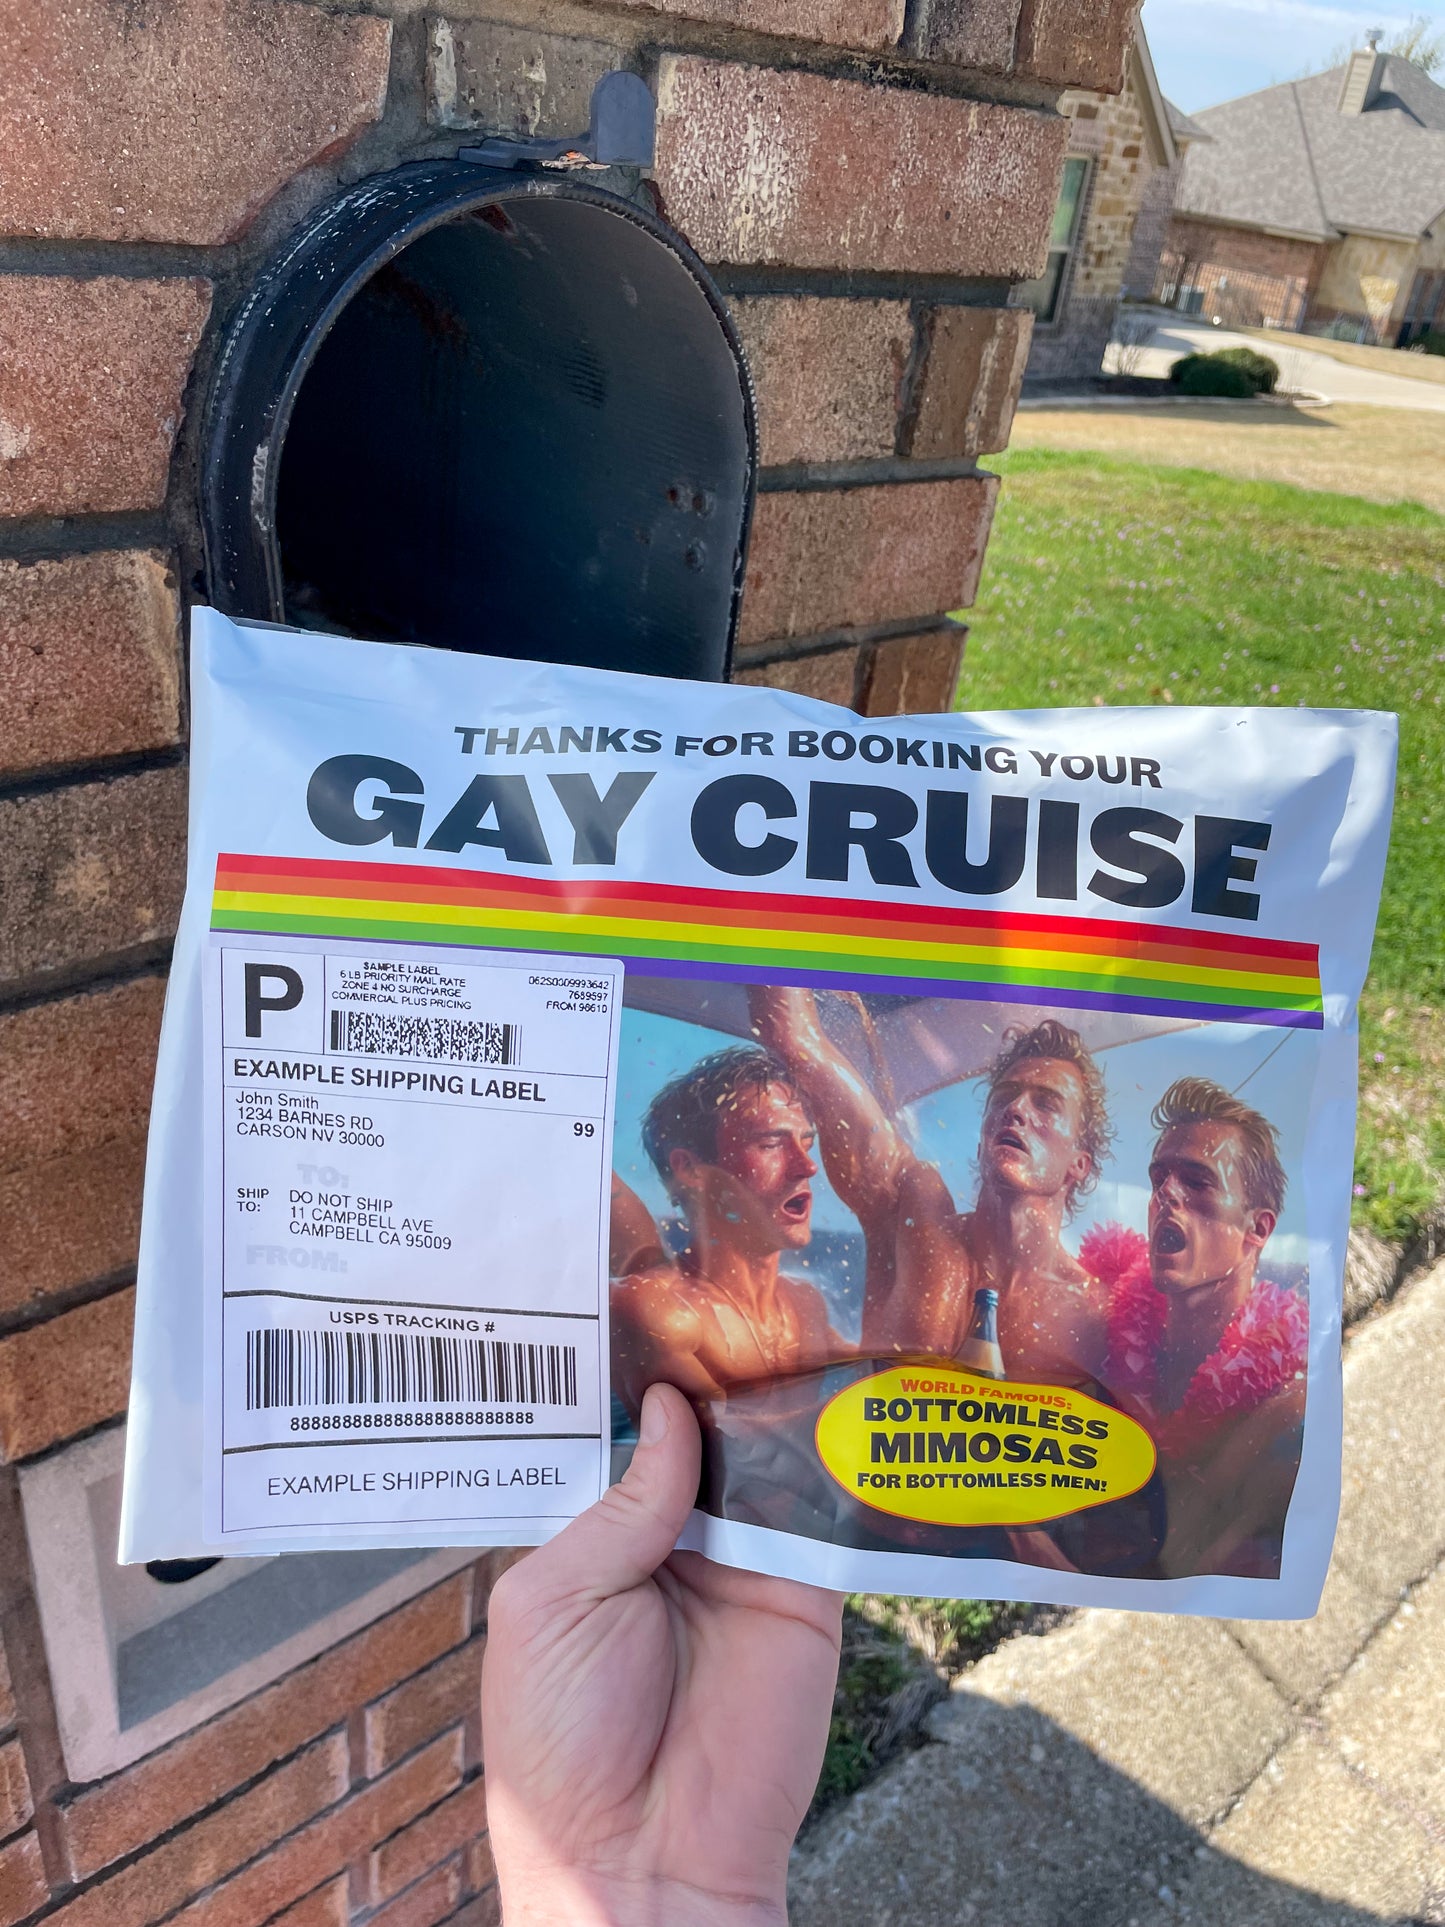 THANKS FOR BOOKING YOUR
GAY CRUISE
P
SAMPLE LABEL
6 LB PRIORITY MAIL RATE
ZONE 4 NO SURCHARGE
COMMERCIAL PLUS PRICING
062S0009993642
7689597
FROM 98610
EXAMPLE SHIPPING LABEL
John Smith
1234 BARNES RD
CARSON NV 30000
99
TO:
SHIP TO:
DO NOT SHIP
11 CAMPBELL AVE
CAMPBELL CA 95009
FROM:
USPS TRACKING #
EXAMPLE SHIPPING LABEL
WORLD FAMOUS:
BOTTOMLESS
MIMOSAS
FOR BOTTOMLESS MEN!